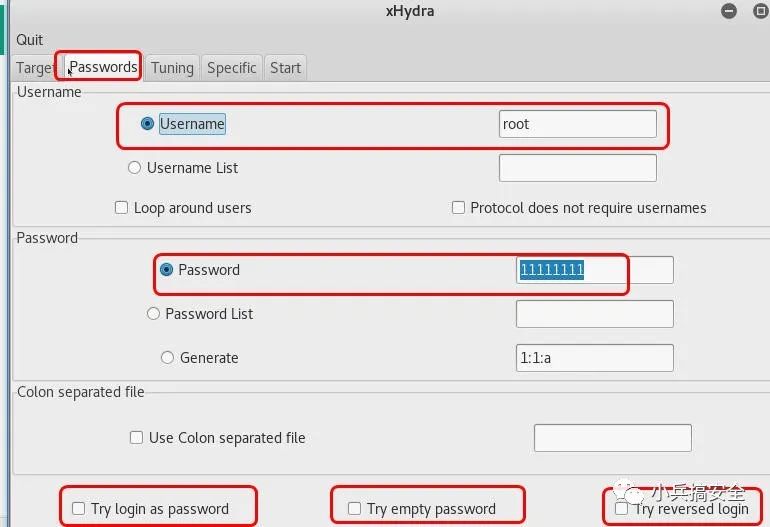 xHydra
Quit
Target Passwords Tuning Specific Start
Username
Username root
Username List
Loop around users Protocol does not require usernames
Password
Password 11111111
Password List
Generate 1:1:a
Colon separated file
Use Colon separated file
小兵搞安全
Try login as password Try empty password Try reversed login